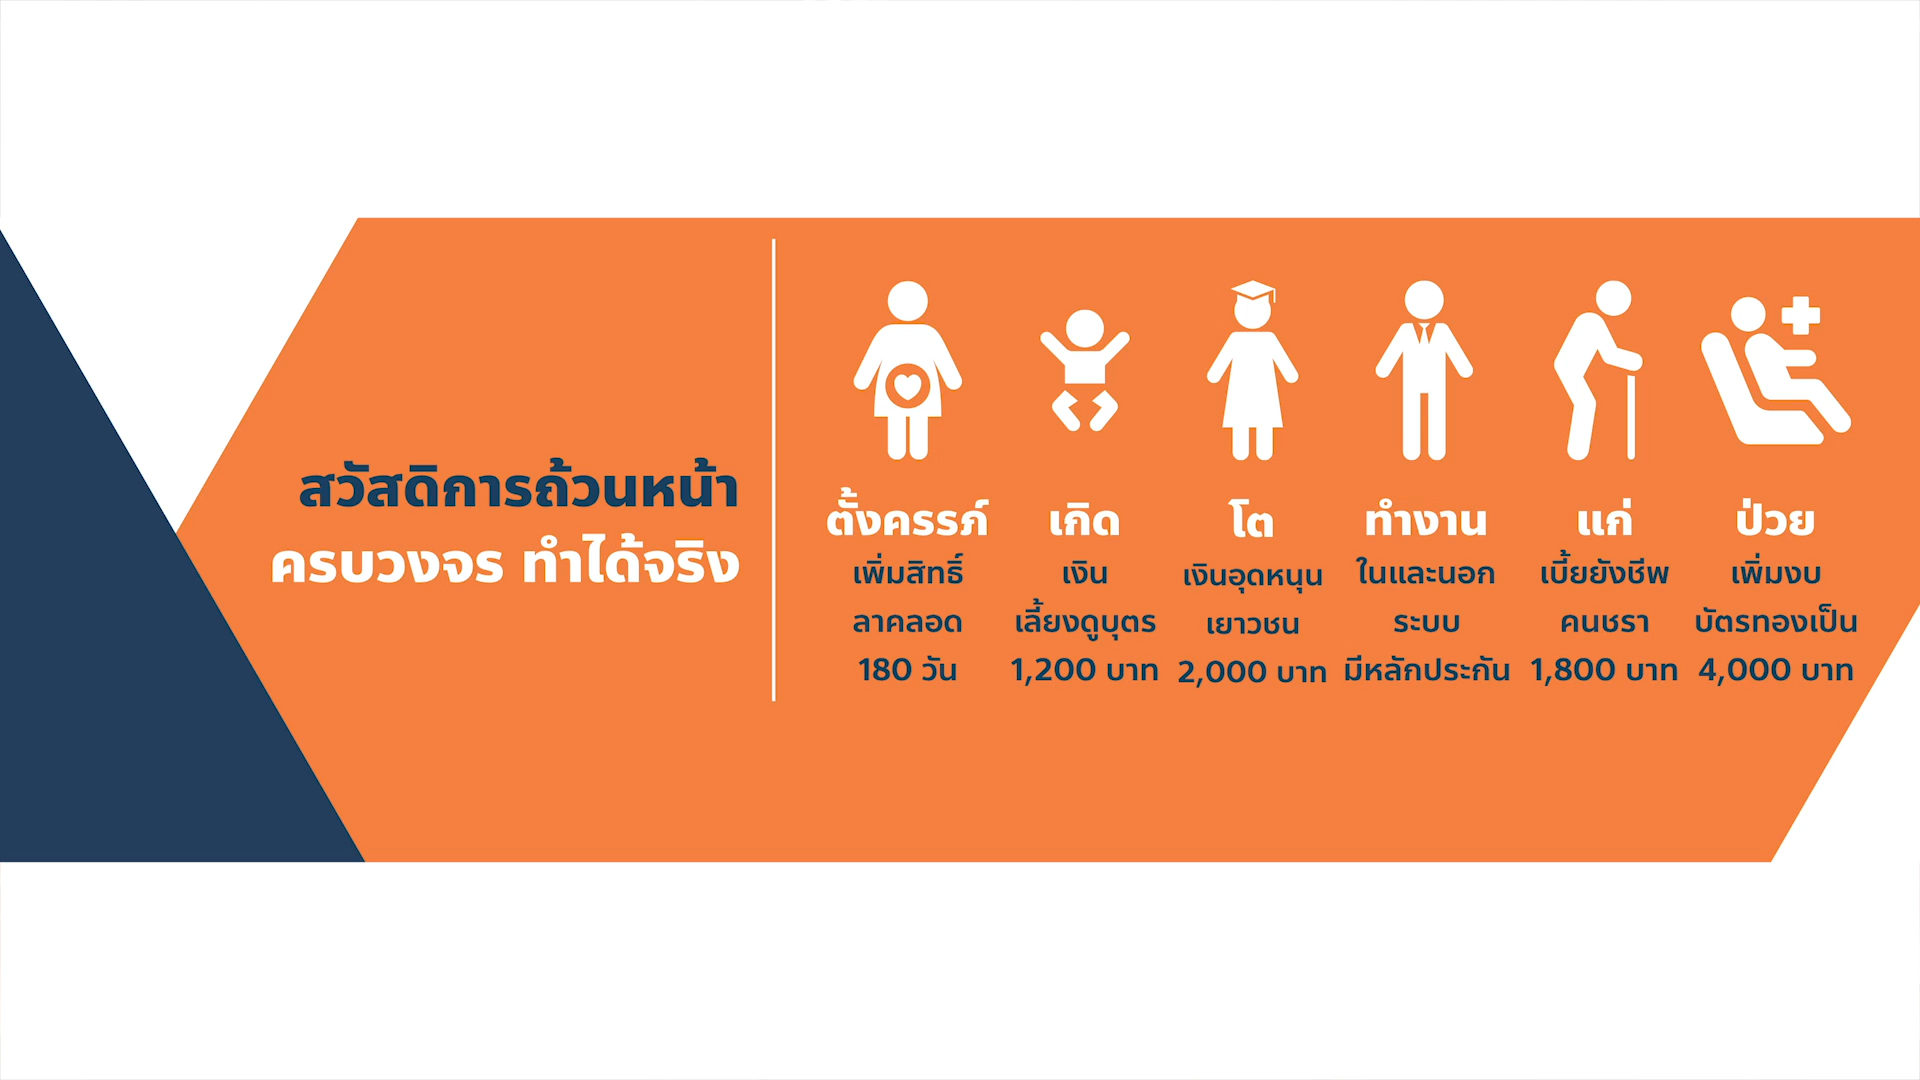 สวัสดิการถ้วนหน้า
ครบวงจร ทำได้จริง
ตั้งครรภ์
เพิ่มสิทธิ์
ลาคลอด
180 วัน
เกิด
เงิน
เลี้ยงดูบุตร
1,200 บาท
โต
เงินอุดหนุน
เยาวชน
2,000 บาท
ทำงาน
ในและนอก
ระบบ
มีหลักประกัน
แก่
เบี้ยยังชีพ
คนชรา
1,800 บาท
ป่วย
เพิ่มงบ
บัตรทองเป็น
4,000 บาท